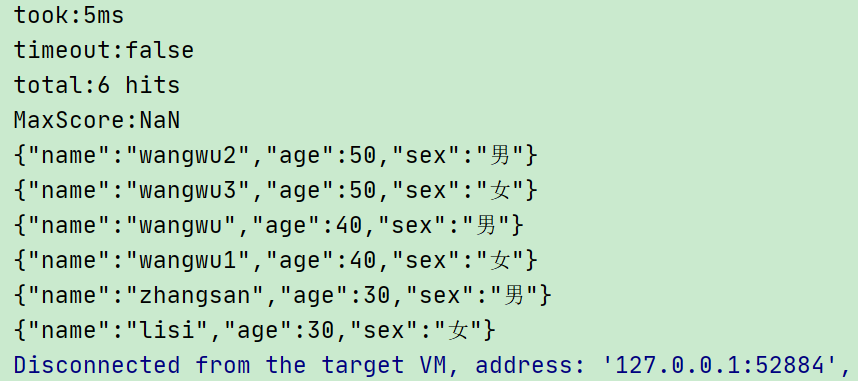 took:5ms
timeout:false
total:6 hits
MaxScore:NaN
{"name":"wangwu2","age":50,"sex":"男"}
{"name":"wangwu3","age":50,"sex":"女"}
{"name":"wangwu","age":40,"sex":"男"}
{"name":"wangwu1","age":40,"sex":"女"}
{"name":"zhangsan","age":30,"sex":"男"}
{"name":"lisi","age":30,"sex":"女"}
Disconnected from the target VM, address: '127.0.0.1:52884',